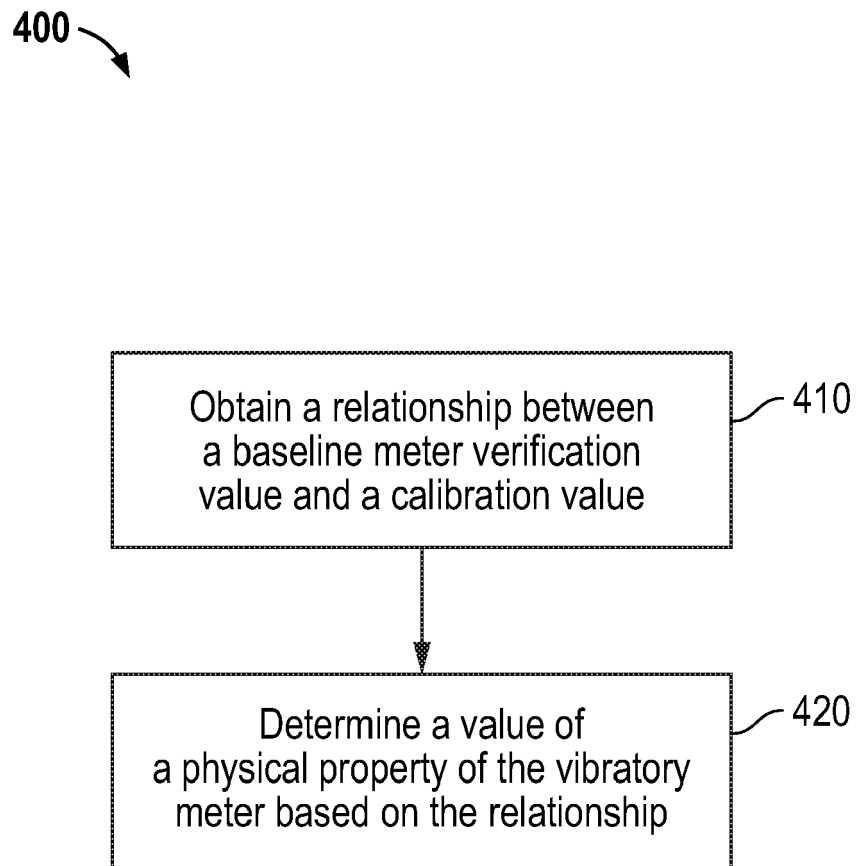 400
Obtain a relationship between
a baseline meter verification
value and a calibration value
410
Determine a value of
a physical property of the vibratory
meter based on the relationship
420